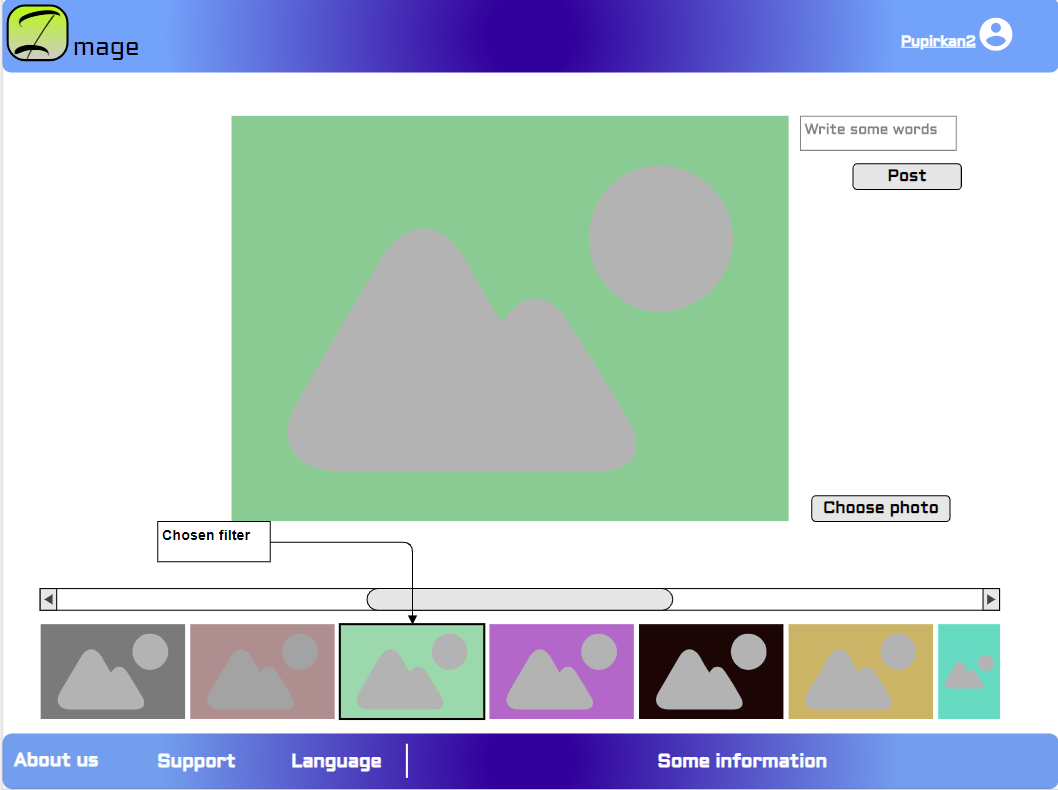 mage
Pupirkan2
Write some words
Post
Choose photo
Chosen filter
About us
Support
Language
Some information